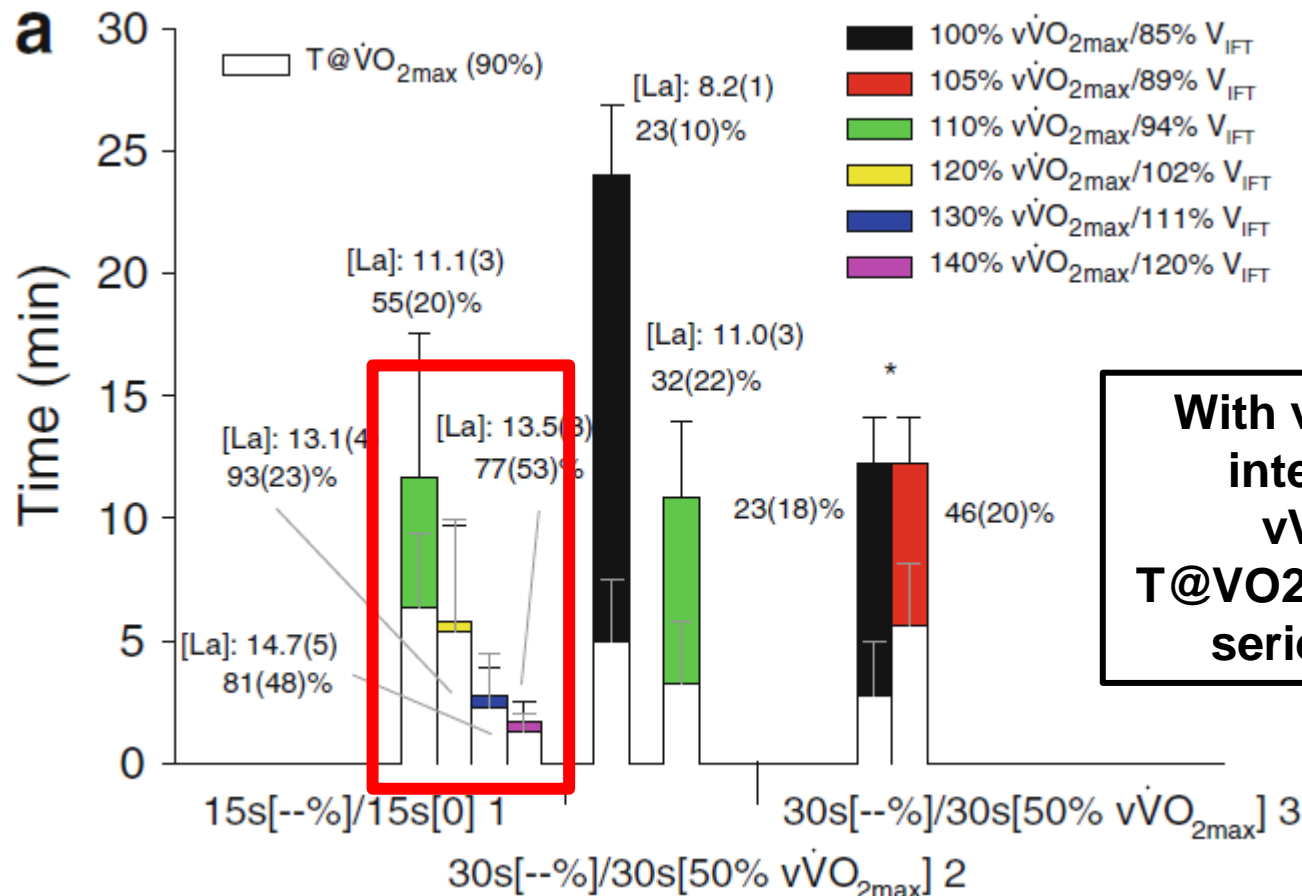 a
30
25
20
15
10
5
0
Time (min)
T@V̇O2max (90%)
100% vV̇O2max/85% VIFT
105% vV̇O2max/89% VIFT
110% vV̇O2max/94% VIFT
120% vV̇O2max/102% VIFT
130% vV̇O2max/111% VIFT
140% vV̇O2max/120% VIFT
[La]: 8.2(1)
23(10)%
[La]: 11.1(3)
55(20)%
[La]: 11.0(3)
32(22)%
*
[La]: 13.1(4
93(23)%
[La]: 13.5(3)
77(53)%
23(18)%
46(20)%
[La]: 14.7(5)
81(48)%
With v
inte
vV
T@VO2
serie
15s[--%]/15s[0] 1
30s[--%]/30s[50% vV̇O2max] 3
30s[--%]/30s[50% vV̇O2max] 2